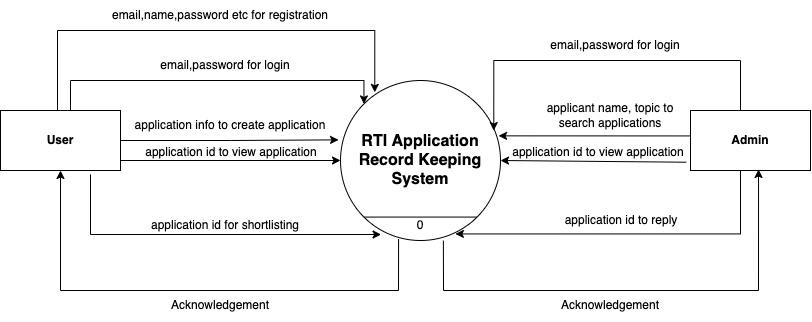 email,name,password etc for registration
email,password for login
email,password for login
application info to create application
applicant name, topic to
search applications
User
RTI Application
Record Keeping
System
Admin
application id to view application
application id to view application
application id for shortlisting
0
application id to reply
Acknowledgement
Acknowledgement